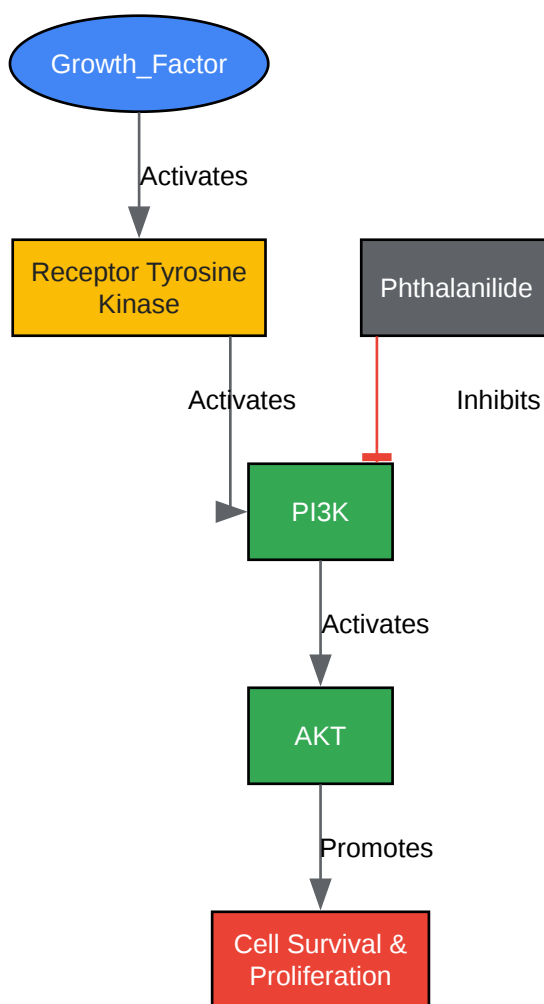 Growth_Factor
Activates
Receptor Tyrosine
Kinase
Phthalanilide
Activates
Inhibits
PI3K
Activates
AKT
Promotes
Cell Survival &
Proliferation